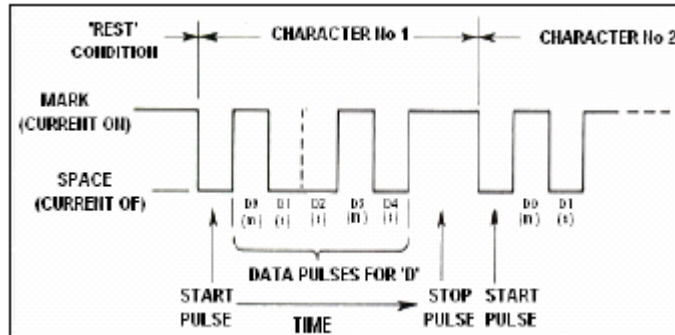 'REST'
CONDITION
CHARACTER No 1
CHARACTER No 2
MARK
(CURRENT ON)
SPACE
(CURRENT OF)
D0 D1 D2 D3 D4
(m) (s) (s) (m) (s)
D0 D1
(m) (s)
DATA PULSES FOR 'D'
START
PULSE
TIME
STOP
PULSE
START
PULSE